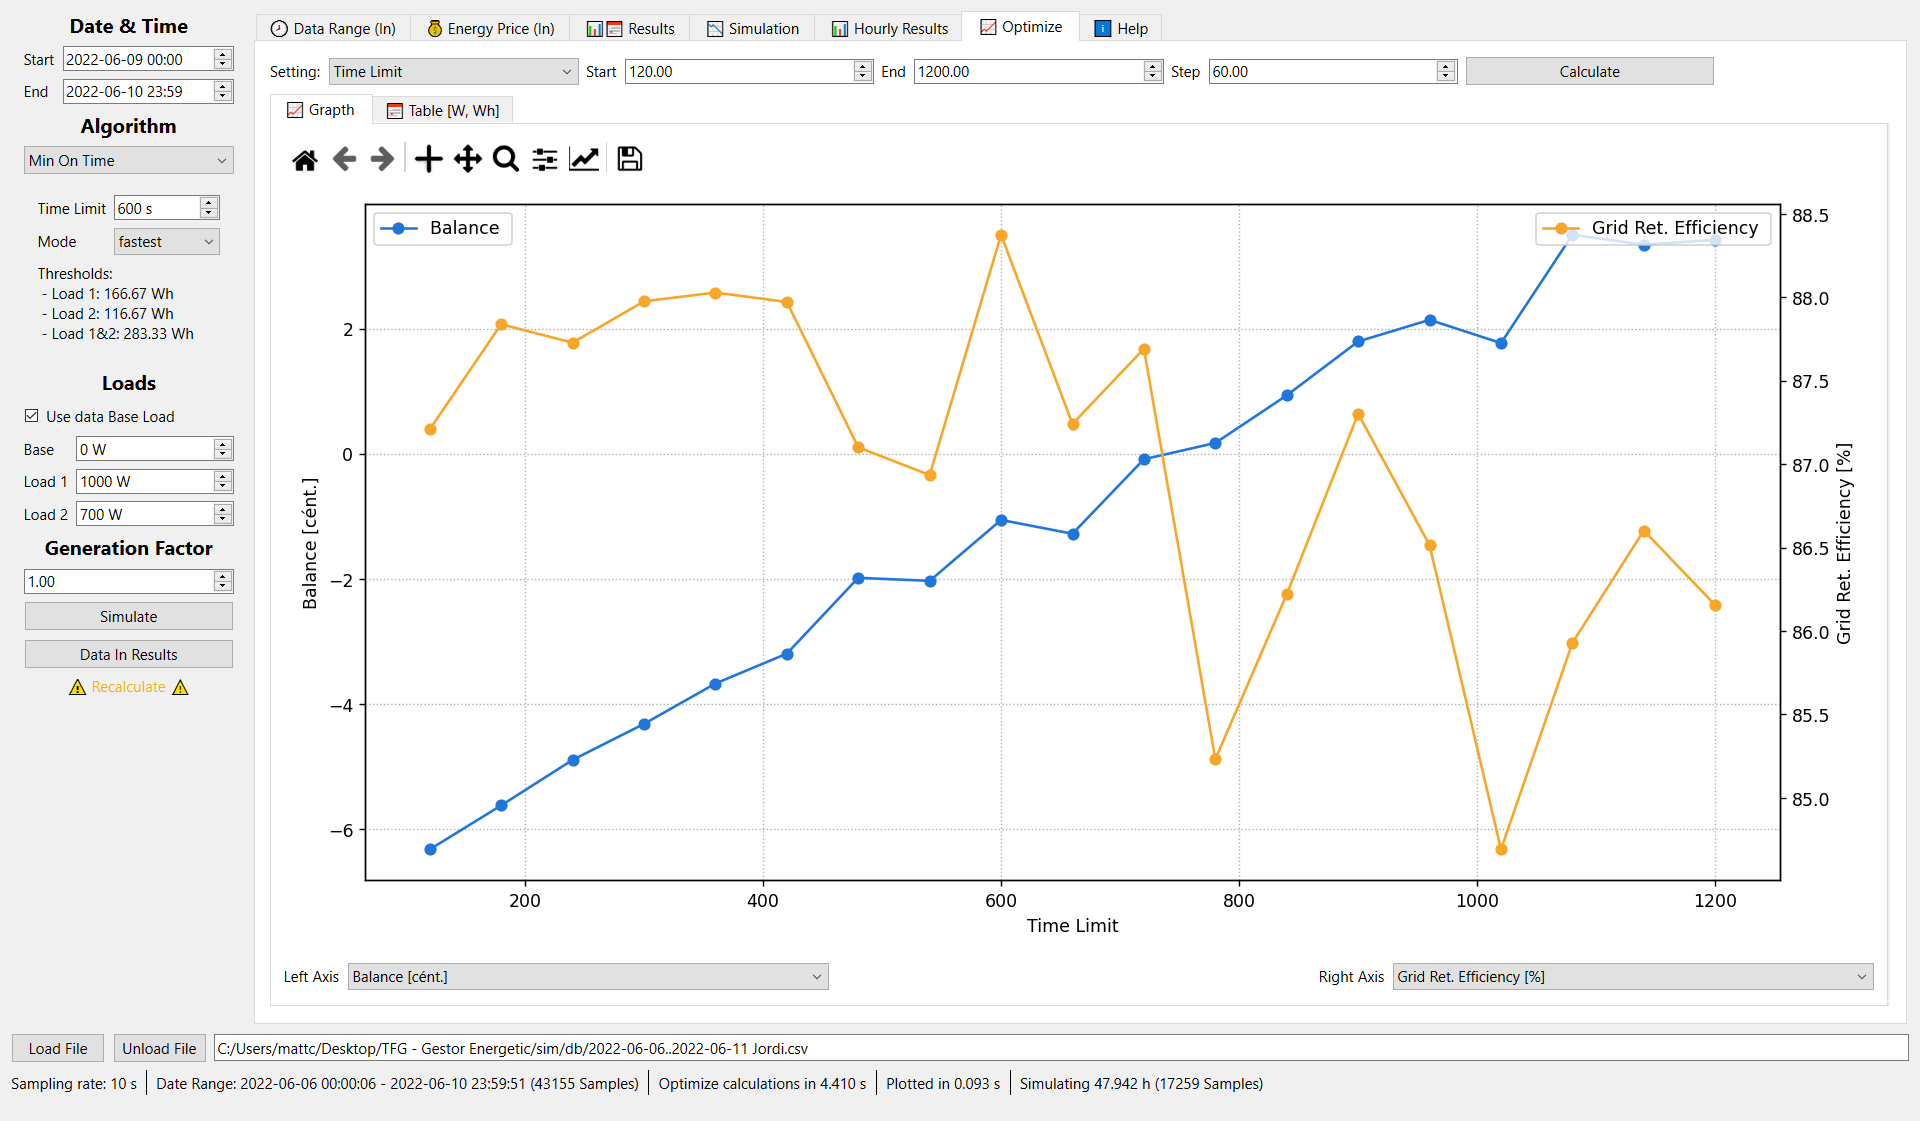 Date & Time
Start 2022-06-09 00:00
End 2022-06-10 23:59
Algorithm
Min On Time
Time Limit 600 s
Mode fastest
Thresholds:
- Load 1: 166.67 Wh
- Load 2: 116.67 Wh
- Load 1&2: 283.33 Wh
Loads
Use data Base Load
Base 0 W
Load 1 1000 W
Load 2 700 W
Generation Factor
1.00
Simulate
Data In Results
Recalculate
Data Range (In) Energy Price (In) Results Simulation Hourly Results Optimize Help
Setting: Time Limit Start 120.00 End 1200.00 Step 60.00 Calculate
Grapth Table [W, Wh]
Balance
Grid Ret. Efficiency
2
0
−2
−4
−6
Balance [cént.]
88.5
88.0
87.5
87.0
86.5
86.0
85.5
85.0
Grid Ret. Efficiency [%]
200 400 600 800 1000 1200
Time Limit
Left Axis Balance [cént.] Right Axis Grid Ret. Efficiency [%]
Load File Unload File C:/Users/mattc/Desktop/TFG - Gestor Energetic/sim/db/2022-06-06..2022-06-11 Jordi.csv
Sampling rate: 10 s Date Range: 2022-06-06 00:00:06 - 2022-06-10 23:59:51 (43155 Samples) Optimize calculations in 4.410 s Plotted in 0.093 s Simulating 47.942 h (17259 Samples)